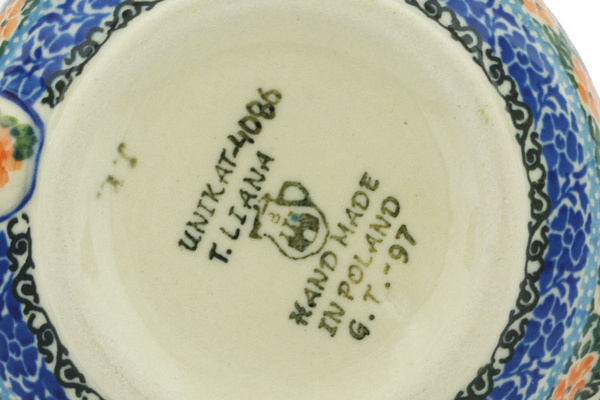 UNIKAT-4086
T. LIANA
HAND MADE
IN POLAND
G. T.-97